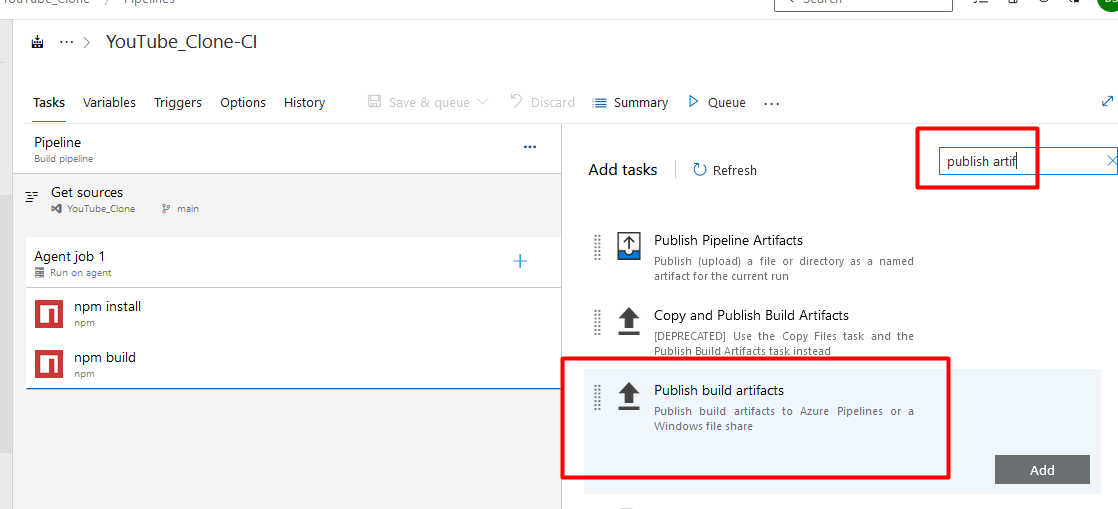 YouTube_Clone / Pipelines
Search
··· > YouTube_Clone-CI
Tasks Variables Triggers Options History Save & queue Discard Summary Queue ···
Pipeline
Build pipeline
Get sources
YouTube_Clone main
Agent job 1
Run on agent
npm install
npm
npm build
npm
Add tasks Refresh
publish artif
Publish Pipeline Artifacts
Publish (upload) a file or directory as a named
artifact for the current run
Copy and Publish Build Artifacts
[DEPRECATED] Use the Copy Files task and the
Publish Build Artifacts task instead
Publish build artifacts
Publish build artifacts to Azure Pipelines or a
Windows file share
Add